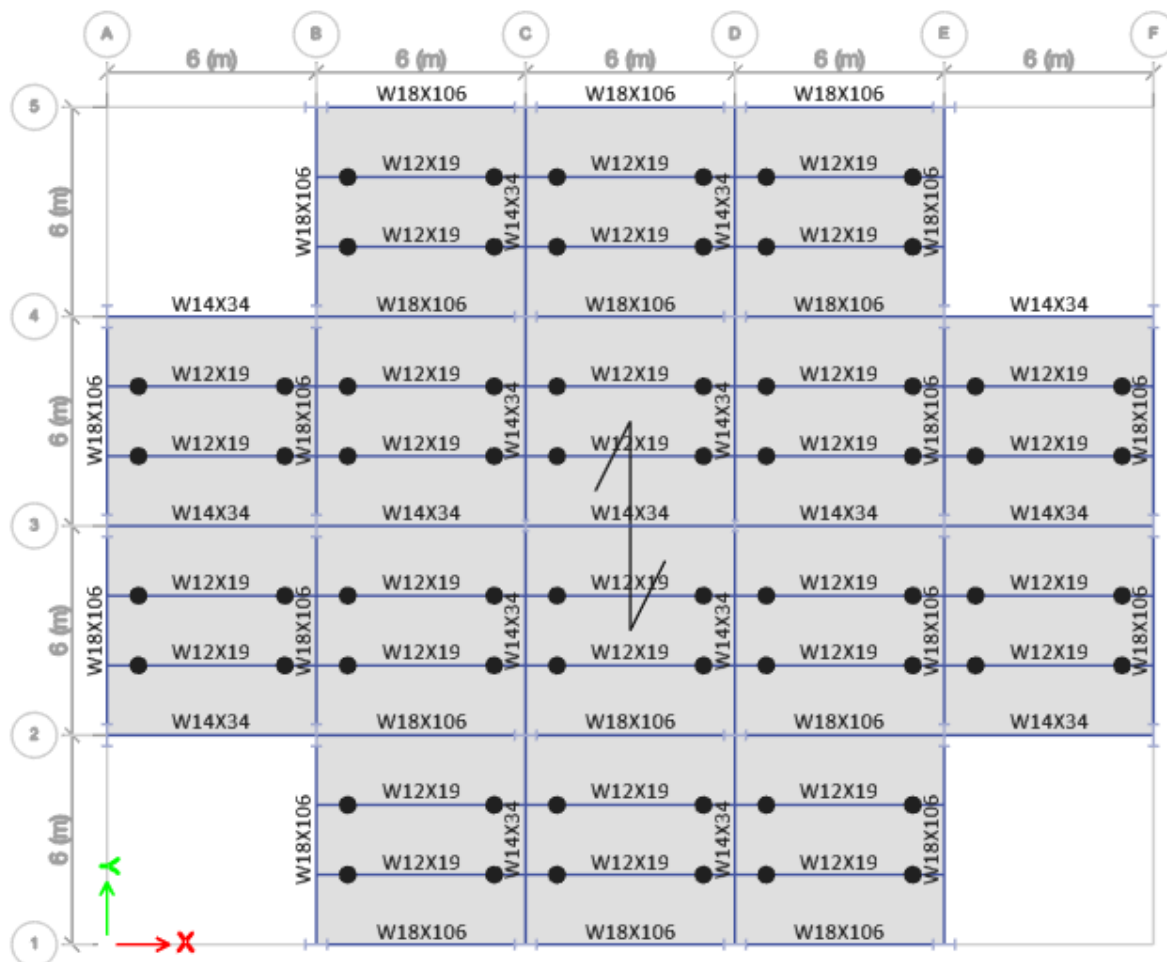 A B C D E F
6 (m) 6 (m) 6 (m) 6 (m) 6 (m)
5
W18X106 W18X106 W18X106
W12X19 W12X19 W12X19
6 (m) W18X106 W14X34 W14X34 W18X106
W12X19 W12X19 W12X19
4
W14X34 W18X106 W18X106 W18X106 W14X34
W12X19 W12X19 W12X19 W12X19 W12X19
6 (m) W18X106 W18X106 W14X34 W14X34 W18X106 W18X106
W12X19 W12X19 W12X19 W12X19 W12X19
3
W14X34 W14X34 W14X34 W14X34 W14X34
W12X19 W12X19 W12X19 W12X19 W12X19
6 (m) W18X106 W18X106 W14X34 W14X34 W18X106 W18X106
W12X19 W12X19 W12X19 W12X19 W12X19
2
W14X34 W18X106 W18X106 W18X106 W14X34
W12X19 W12X19 W12X19
6 (m) W18X106 W14X34 W14X34 W18X106
W12X19 W12X19 W12X19
Y
X
1
W18X106 W18X106 W18X106